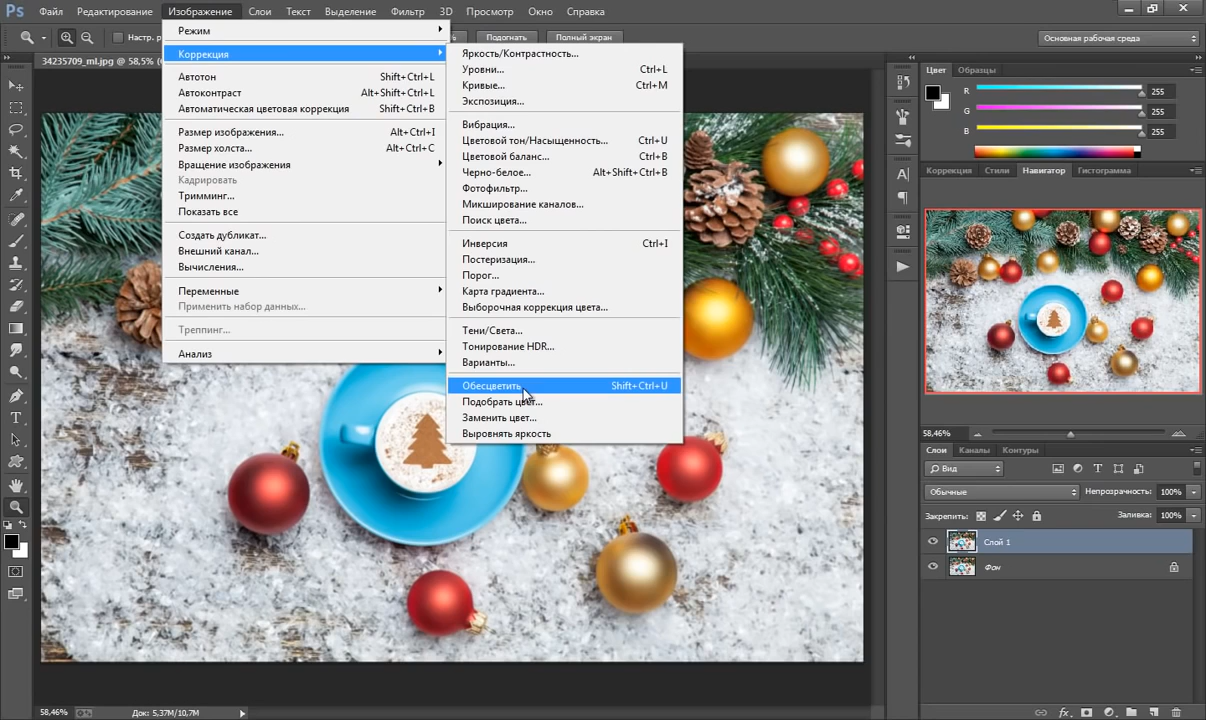 Ps Файл Редактирование Изображение Слои Текст Выделение Фильтр 3D Просмотр Окно Справка
Подогнать Полный экран Основная рабочая среда
34235709_ml.jpg @ 58,5%
Режим
Коррекция
Автотон Shift+Ctrl+L
Автоконтраст Alt+Shift+Ctrl+L
Автоматическая цветовая коррекция Shift+Ctrl+B
Размер изображения... Alt+Ctrl+I
Размер холста... Alt+Ctrl+C
Вращение изображения
Кадрировать
Тримминг...
Показать все
Создать дубликат...
Внешний канал...
Вычисления...
Переменные
Применить набор данных...
Треппинг...
Анализ
Яркость/Контрастность...
Уровни... Ctrl+L
Кривые... Ctrl+M
Экспозиция...
Вибрация...
Цветовой тон/Насыщенность... Ctrl+U
Цветовой баланс... Ctrl+B
Черно-белое... Alt+Shift+Ctrl+B
Фотофильтр...
Микширование каналов...
Поиск цвета...
Инверсия Ctrl+I
Постеризация...
Порог...
Карта градиента...
Выборочная коррекция цвета...
Тени/Света...
Тонирование HDR...
Варианты...
Обесцветить Shift+Ctrl+U
Подобрать цвет...
Заменить цвет...
Выровнять яркость
Цвет Образцы
R 255
G 255
B 255
Коррекция Стили Навигатор Гистограмма
58,46%
Слои Каналы Контуры
Вид
Обычные Непрозрачность: 100%
Закрепить: Заливка: 100%
Слой 1
Фон
58,46% Док: 5,37M/10,7M